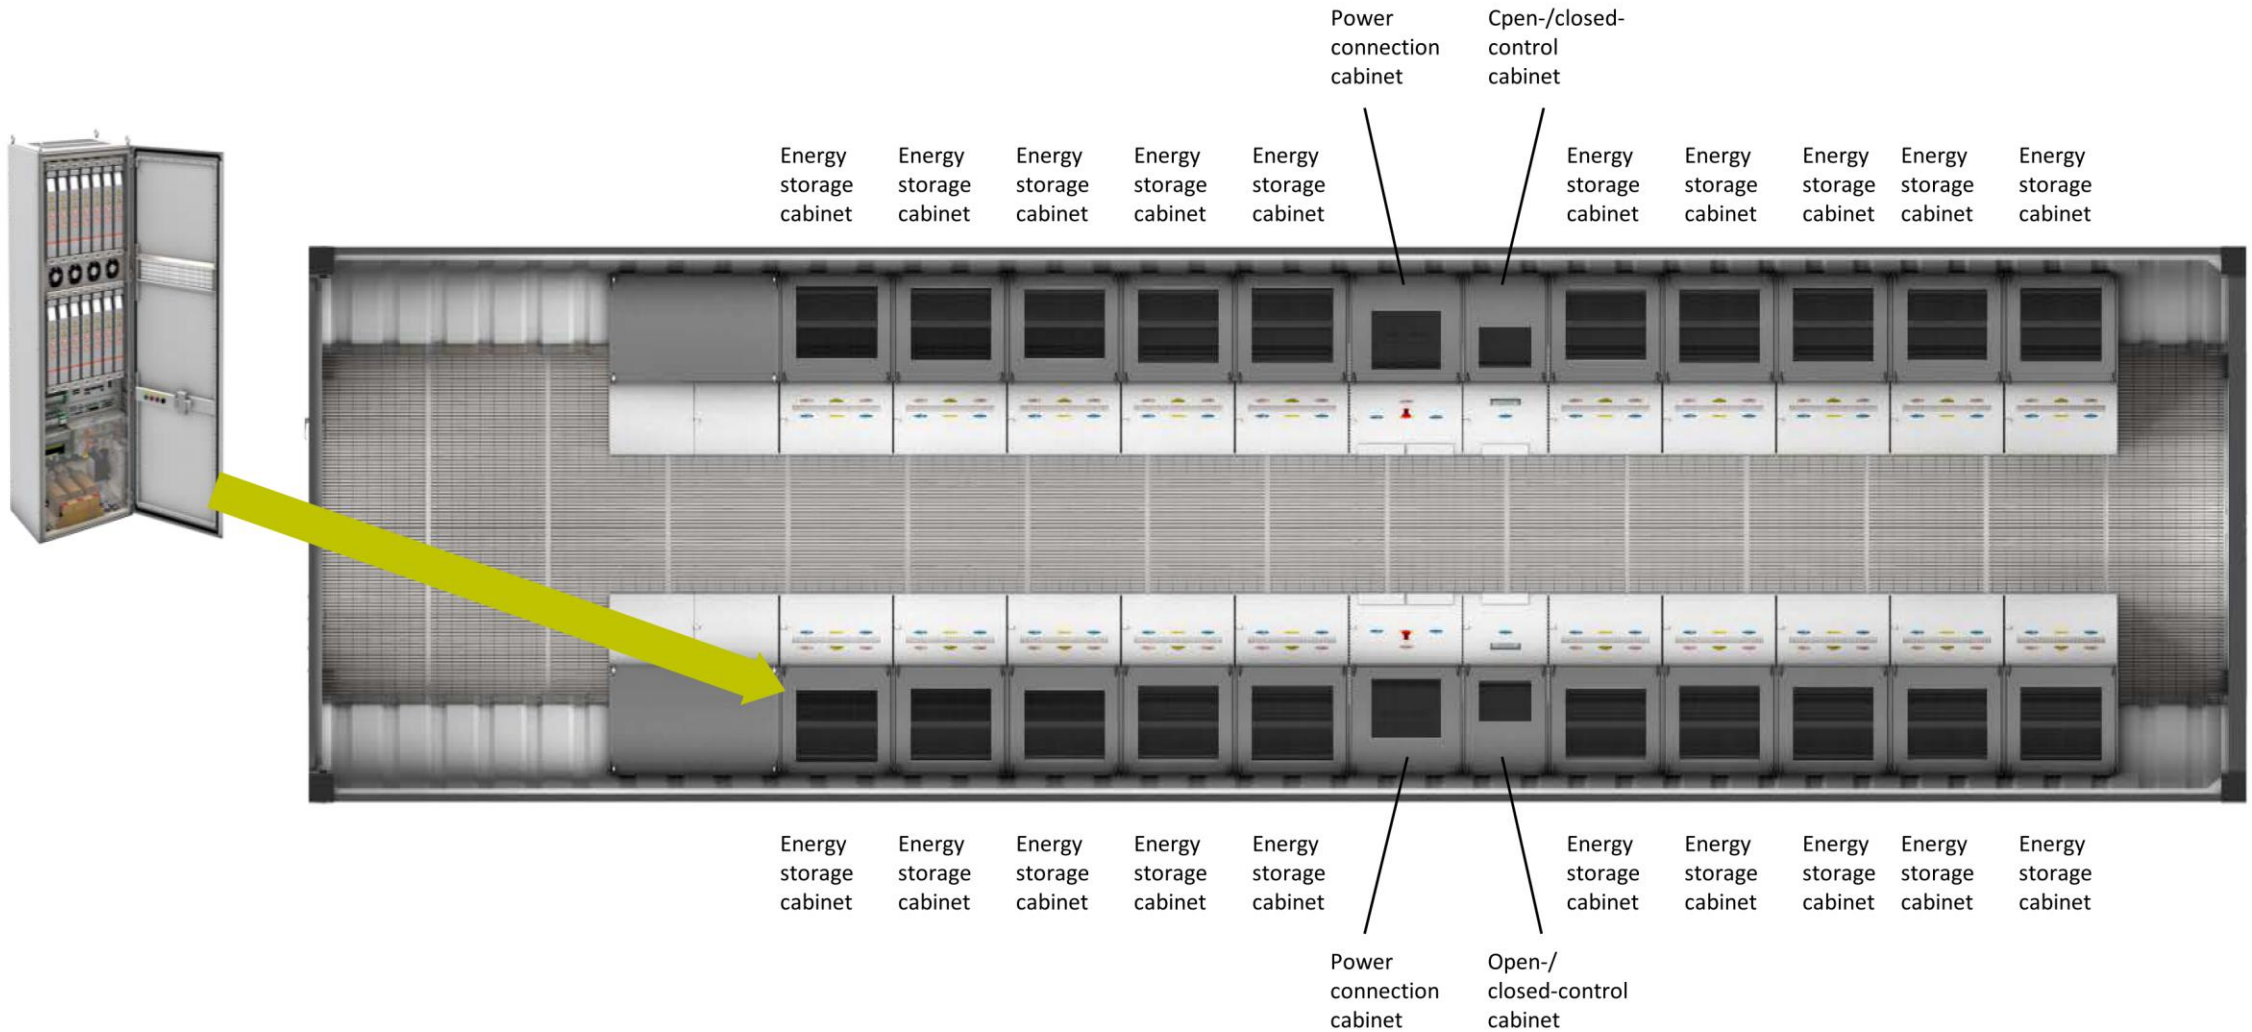 Power
connection
cabinet
Cpen-/closed-
control
cabinet
Energy
storage
cabinet
Energy
storage
cabinet
Energy
storage
cabinet
Energy
storage
cabinet
Energy
storage
cabinet
Energy
storage
cabinet
Energy
storage
cabinet
Energy
storage
cabinet
Energy
storage
cabinet
Energy
storage
cabinet
Energy
storage
cabinet
Energy
storage
cabinet
Energy
storage
cabinet
Energy
storage
cabinet
Energy
storage
cabinet
Energy
storage
cabinet
Energy
storage
cabinet
Energy
storage
cabinet
Energy
storage
cabinet
Energy
storage
cabinet
Power
connection
cabinet
Open-/
closed-control
cabinet